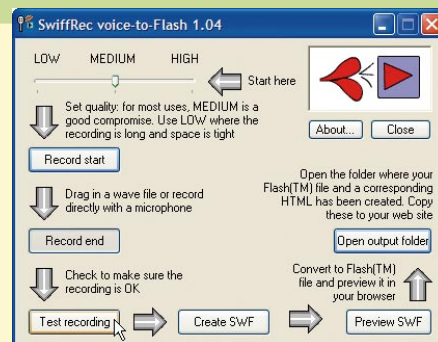 SwiffRec voice-to-Flash 1.04
LOW MEDIUM HIGH
Start here
Set quality: for most uses, MEDIUM is a
good compromise. Use LOW where the
recording is long and space is tight
About... Close
Record start
Drag in a wave file or record
directly with a microphone
Open the folder where your
Flash(TM) file and a corresponding
HTML has been created. Copy
these to your web site
Record end
Open output folder
Check to make sure the
recording is OK
Convert to Flash(TM)
file and preview it in
your browser
Test recording Create SWF Preview SWF